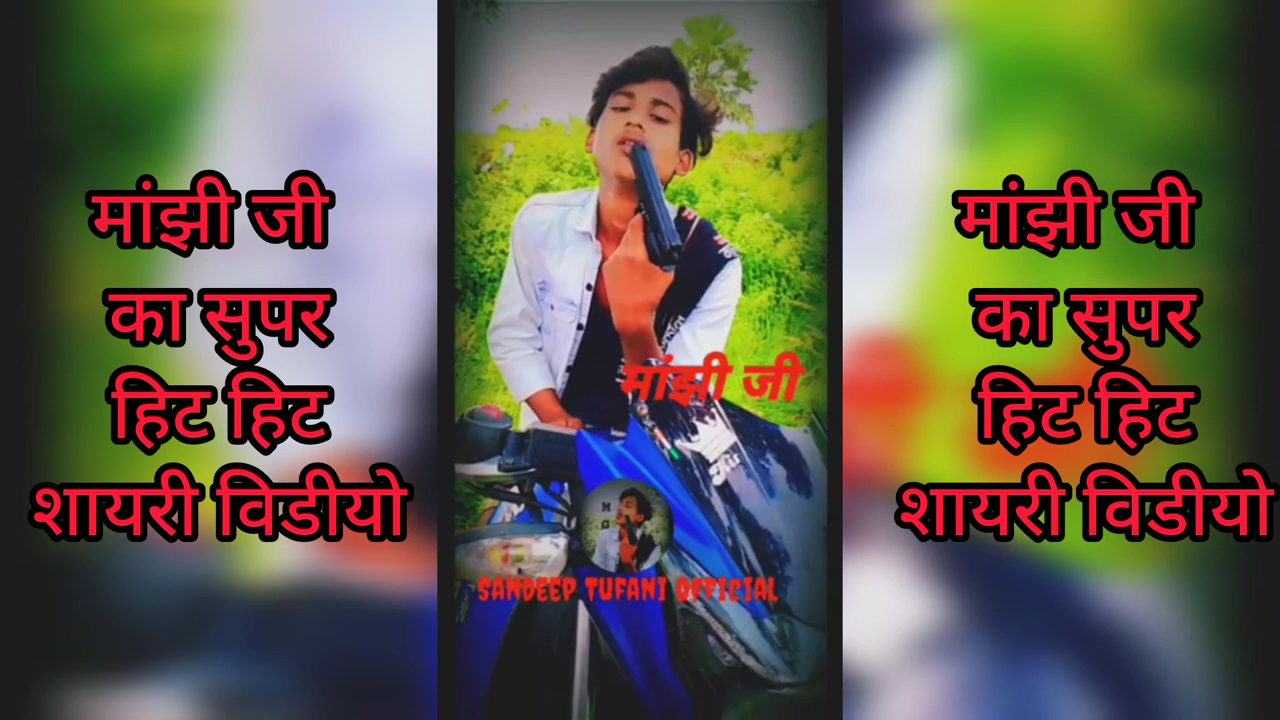 मांझी जी
का सुपर
हिट हिट
शायरी विडीयो
मांझी जी
M
G
SANDEEP TUFANI OFFICIAL
मांझी जी
का सुपर
हिट हिट
शायरी विडीयो